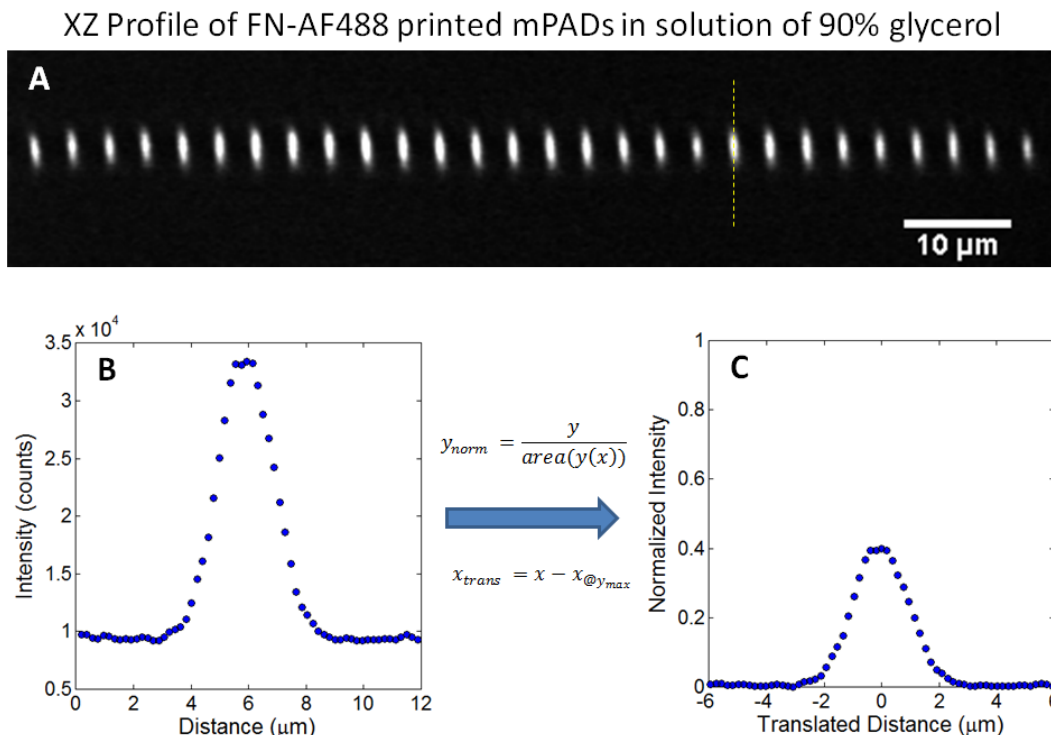 XZ Profile of FN-AF488 printed mPADs in solution of 90% glycerol
A
10 µm
x 10^4
3.5
3
2.5
2
1.5
1
0.5
B
Intensity (counts)
0 2 4 6 8 10 12
Distance (μm)
y_norm = y / area(y(x))
x_trans = x − x_@y_max
1
0.8
0.6
0.4
0.2
0
C
Normalized Intensity
-6 -4 -2 0 2 4 6
Translated Distance (μm)